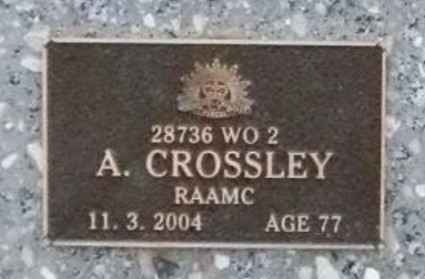 28736 WO 2
A. CROSSLEY
RAAMC
11. 3. 2004 AGE 77